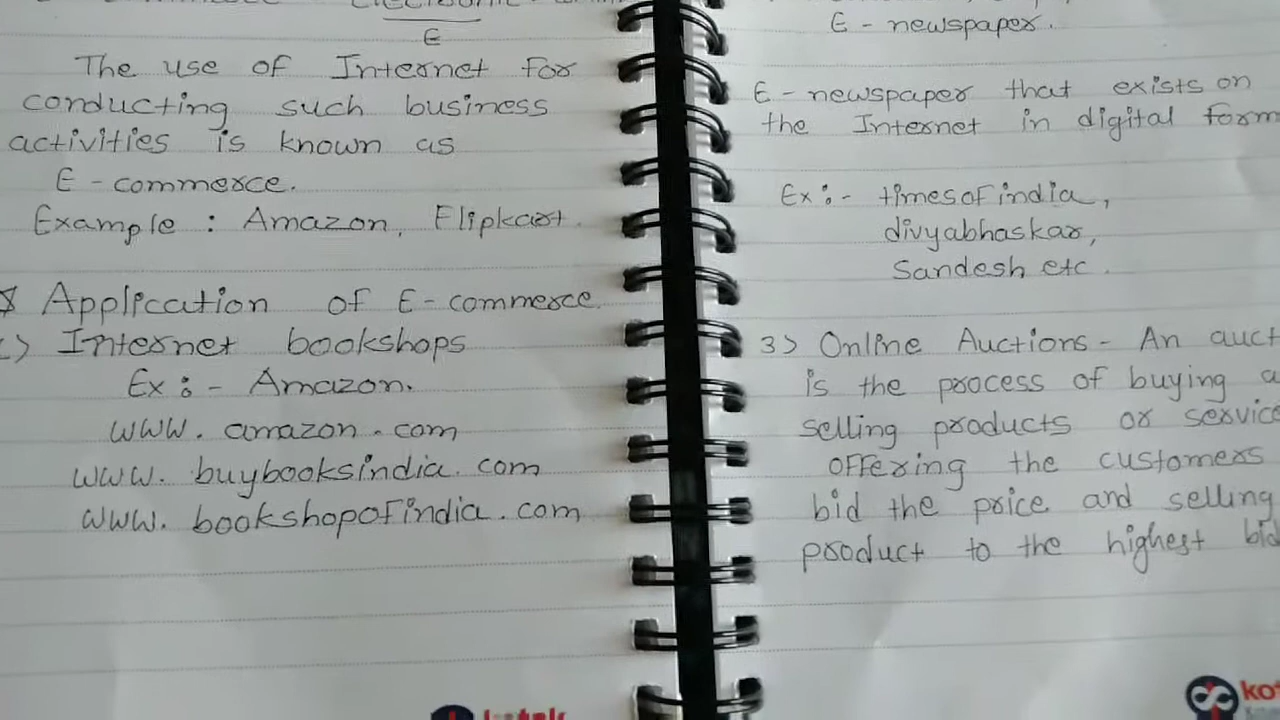 E
The use of Internet for
conducting such business
activities is known as
E-commerce.
Example : Amazon, Flipkart.
Application of E-commerce.
Internet bookshops
Ex:- Amazon.
www.amazon.com
www.buybooksindia.com
www.bookshopofindia.com
kotak
E-newspaper.
E-newspaper that exists on
the Internet in digital form
Ex:- timesofindia,
divyabhaskar,
Sandesh etc.
3) Online Auctions - An auct
is the process of buying a
selling products or service
offering the customers
bid the price and selling
product to the highest bid
ko